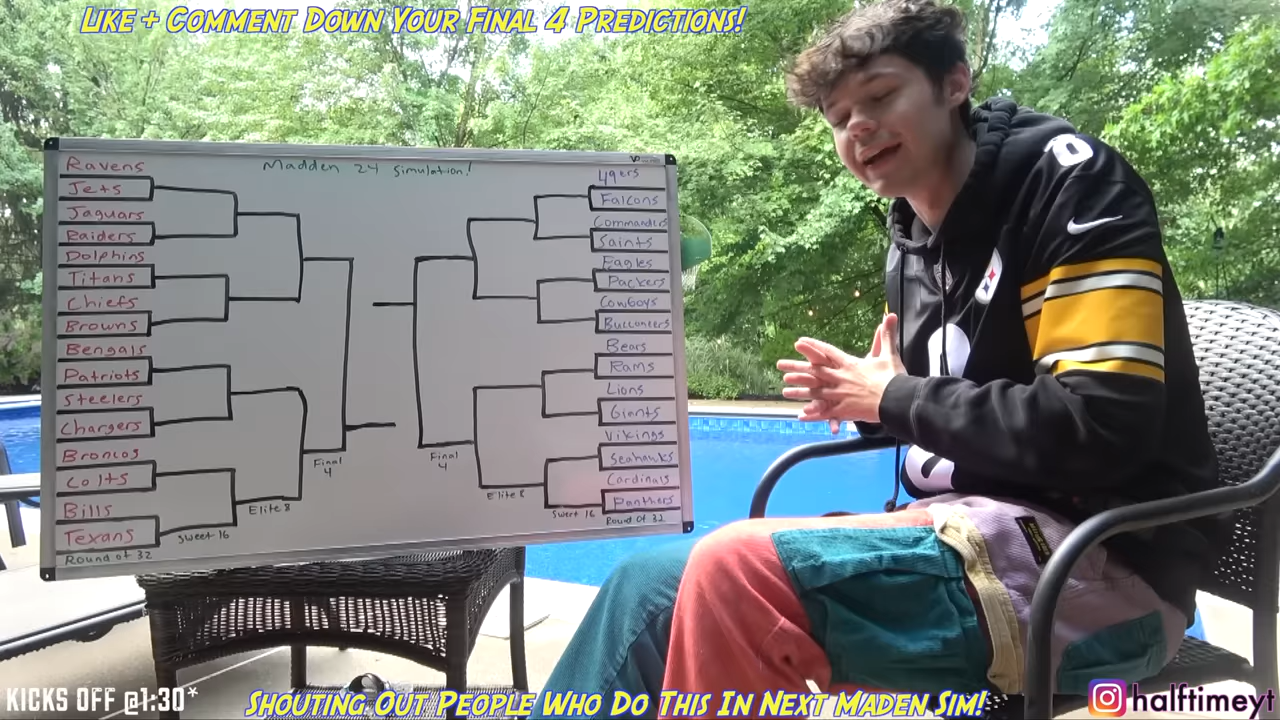 Like + Comment Down Your Final 4 Predictions!
Madden 24 simulation!
Ravens
Jets
Jaguars
Raiders
Dolphins
Titans
Chiefs
Browns
Bengals
Patriots
Steelers
Chargers
Broncos
Colts
Bills
Texans
Round of 32
Sweet 16
Elite 8
Final
4
Final
4
Elite 8
Sweet 16
Round Of 32
49ers
Falcons
Commanders
Saints
Eagles
Packers
Cowboys
Buccaneers
Bears
Rams
Lions
Giants
Vikings
Seahawks
Cardinals
Panthers
KICKS OFF @1:30*
Shouting Out People Who Do This In Next Maden Sim!
halftimeyt